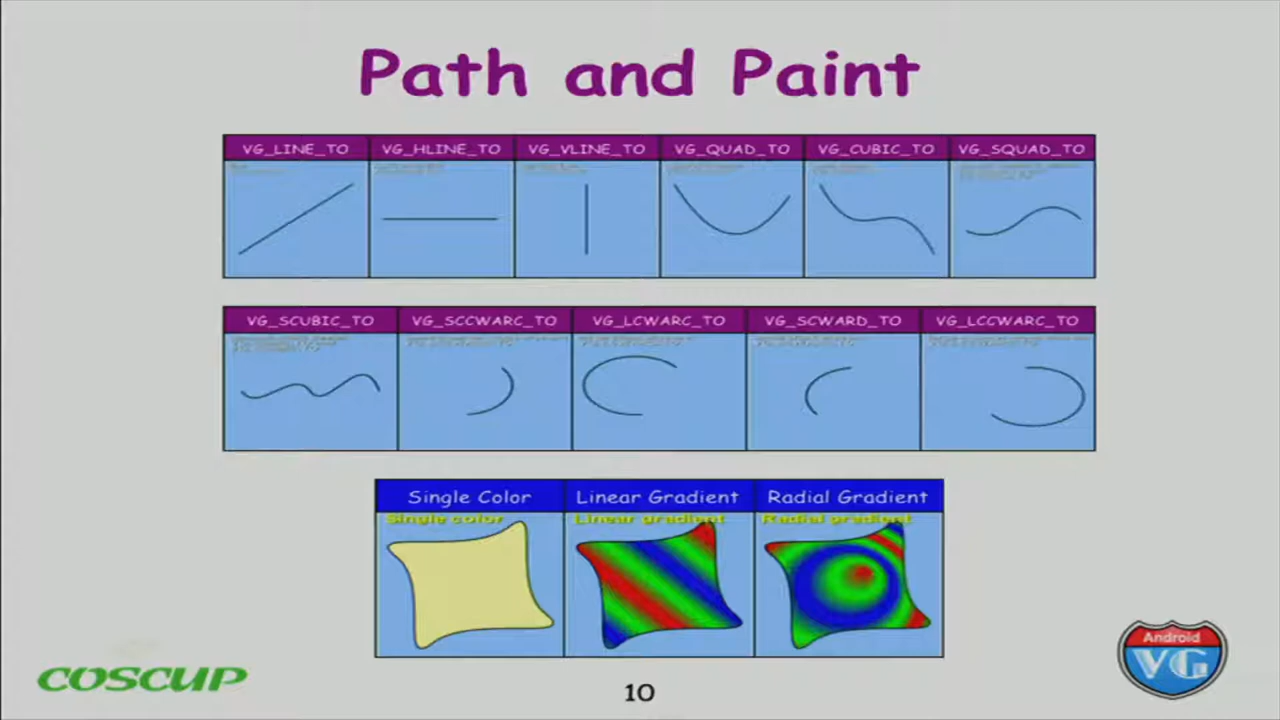 Path and Paint
VG_LINE_TO VG_HLINE_TO VG_VLINE_TO VG_QUAD_TO VG_CUBIC_TO VG_SQUAD_TO
VG_SCUBIC_TO VG_SCCWARC_TO VG_LCWARC_TO VG_SCWARD_TO VG_LCCWARC_TO
Single Color Linear Gradient Radial Gradient
Single color Linear gradient Radial gradient
COSCUP
10
Android
VG